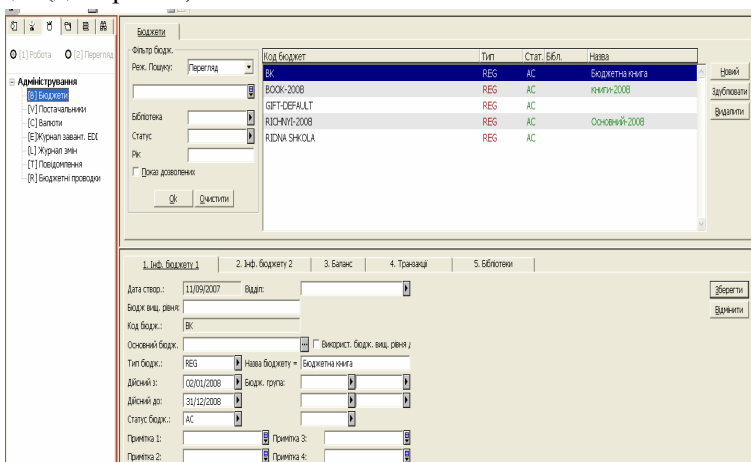 Бюджети
[1] Робота [2] Перегляд
Адміністрування
[B] Бюджети
[V] Постачальники
[C] Валюти
[E]Журнал завант. EDI
[L] Журнал змін
[T] Повідомлення
[R] Бюджетні проводки
Фільтр бюдж.
Реж. Пошуку: Перегляд
Бібліотека
Статус
Рік
Показ дозволених
Ok Очистити
Код бюджет Тип Стат. Бібл. Назва
BK REG AC Бюджетна книга
BOOK-2008 REG AC книги-2008
GIFT-DEFAULT REG AC
RICHNYI-2008 REG AC Основний-2008
RIDNA SHKOLA REG AC
Новий
Здублювати
Видалити
1. Інф. бюджету 1 2. Інф. бюджету 2 3. Баланс 4. Транзакції 5. Бібліотеки
Дата створ.: 11/09/2007 Відділ:
Бюдж вищ. рівня:
Код бюдж.: BK
Основний бюдж. Використ. бюдж. вищ. рівня
Тип бюдж.: REG Назва бюджету = Бюджетна книга
Дійсний з: 02/01/2008 Бюдж. група:
Дійсний до: 31/12/2008
Статус бюдж.: AC
Примітка 1: Примітка 3:
Примітка 2: Примітка 4:
Зберегти
Відмінити